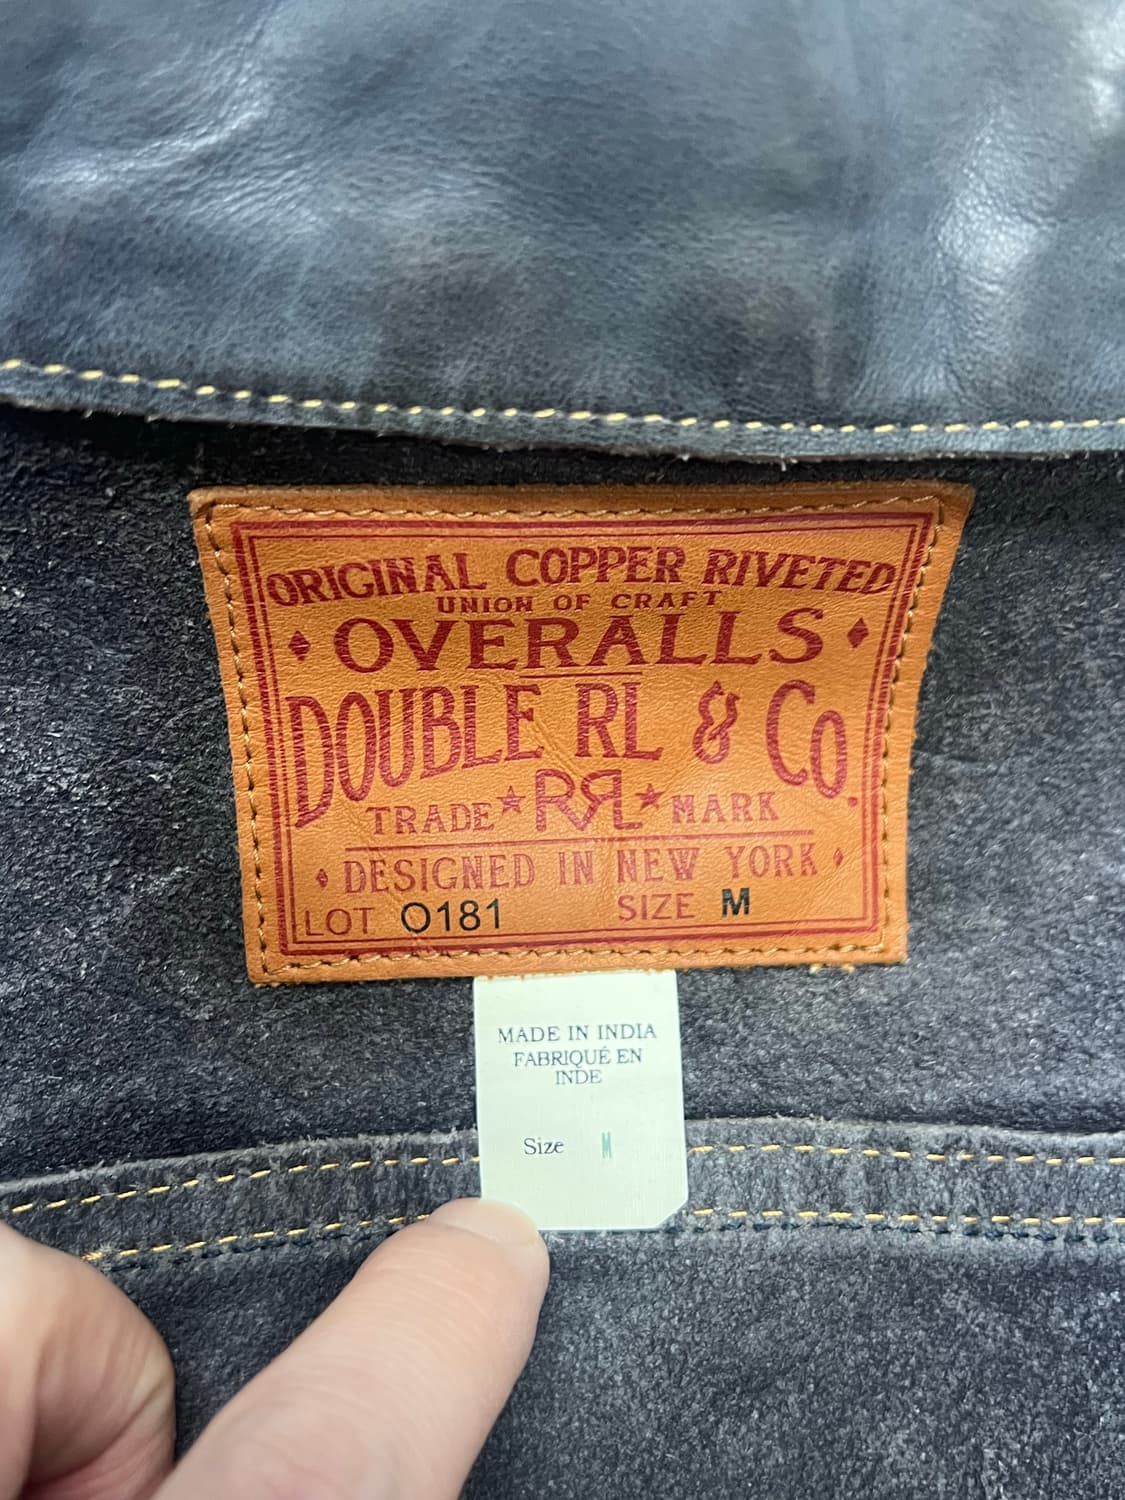 ORIGINAL COPPER RIVETED
UNION OF CRAFT
OVERALLS
DOUBLE RL & CO.
TRADE ★ RRL ★ MARK
DESIGNED IN NEW YORK
LOT 0181 SIZE M
MADE IN INDIA
FABRIQUÉ EN
INDE
Size M